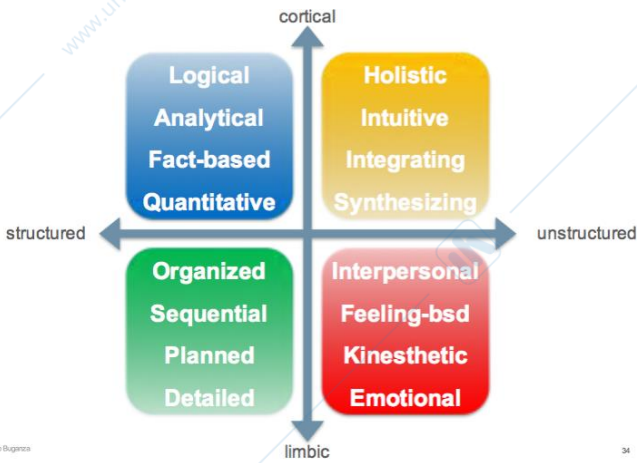 cortical
Logical
Analytical
Fact-based
Quantitative
Holistic
Intuitive
Integrating
Synthesizing
structured
unstructured
Organized
Sequential
Planned
Detailed
Interpersonal
Feeling-bsd
Kinesthetic
Emotional
limbic
Buganza
34